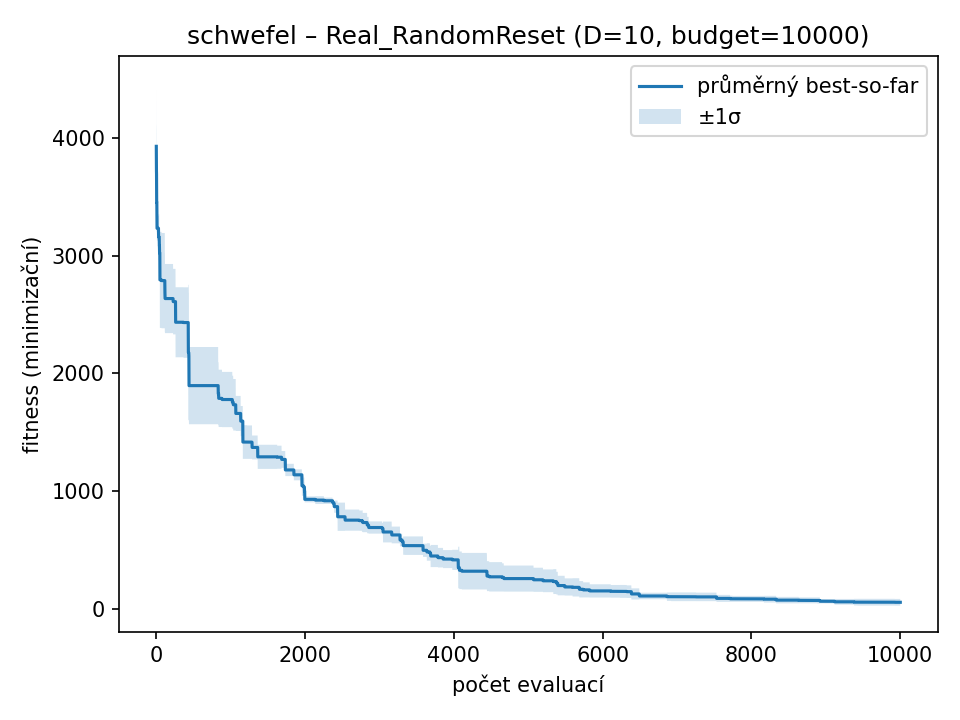 schwefel – Real_RandomReset (D=10, budget=10000)
průměrný best-so-far
±1σ
fitness (minimizační)
4000
3000
2000
1000
0
0 2000 4000 6000 8000 10000
počet evaluací